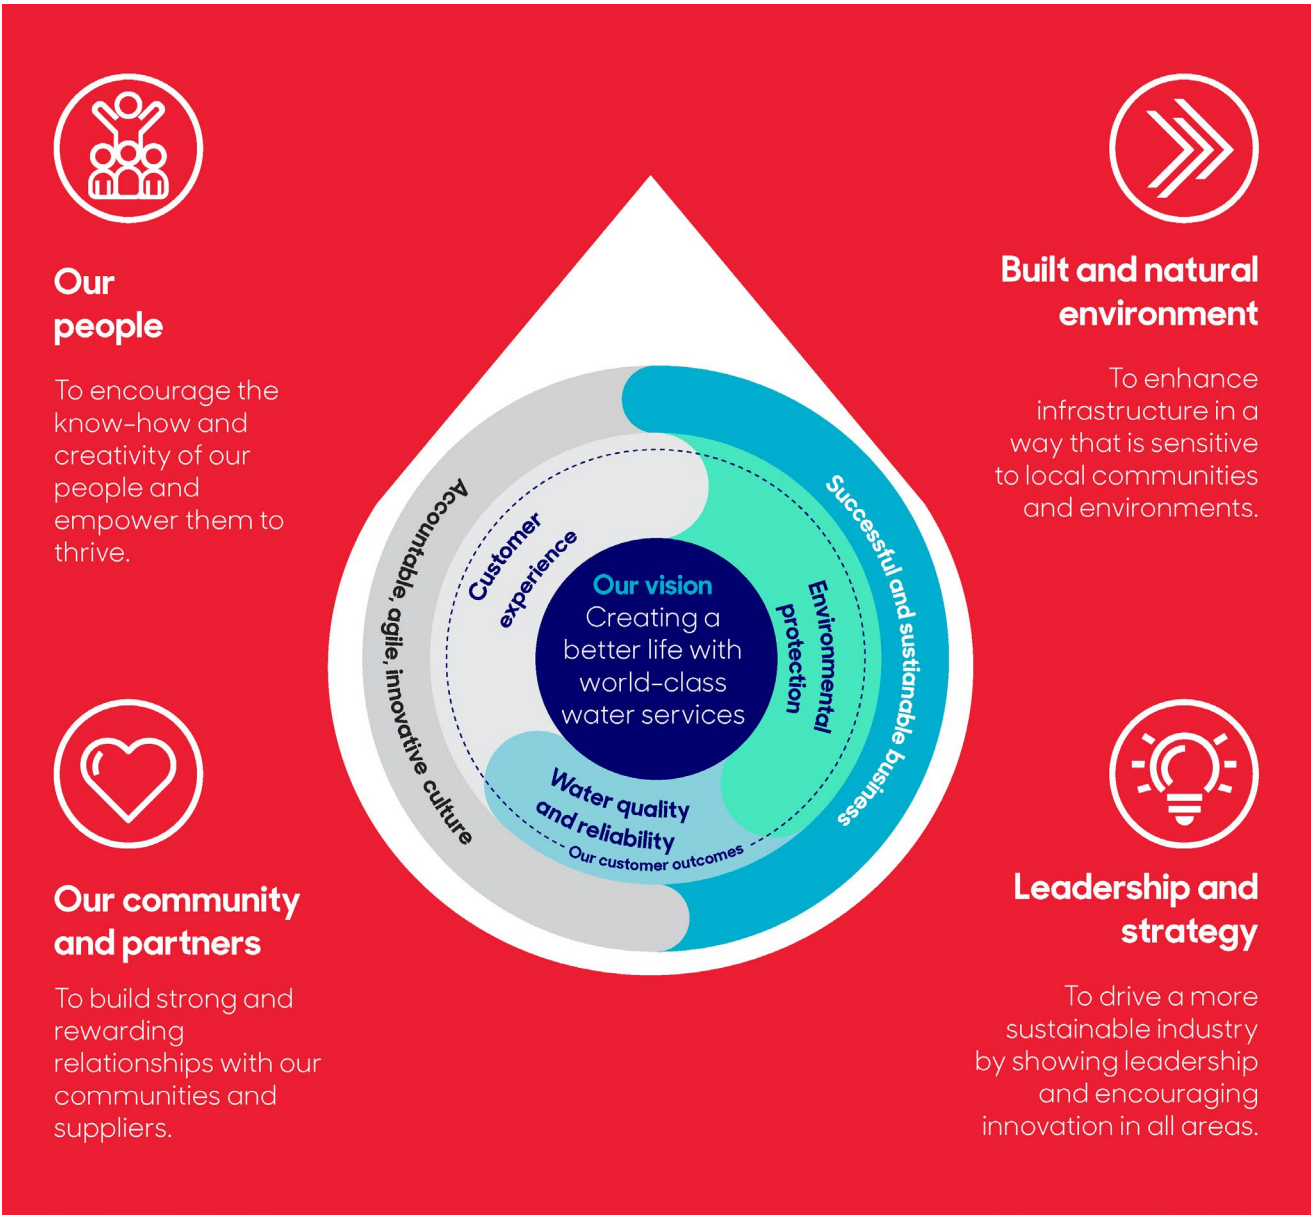 Our
people
To encourage the
know-how and
creativity of our
people and
empower them to
thrive.
Built and natural
environment
To enhance
infrastructure in a
way that is sensitive
to local communities
and environments.
Accountable, agile, innovative culture
Successful and sustianable business
Customer
experience
Environmental
protection
Our vision
Creating a
better life with
world-class
water services
Water quality
and reliability
Our customer outcomes
Our community
and partners
To build strong and
rewarding
relationships with our
communities and
suppliers.
Leadership and
strategy
To drive a more
sustainable industry
by showing leadership
and encouraging
innovation in all areas.